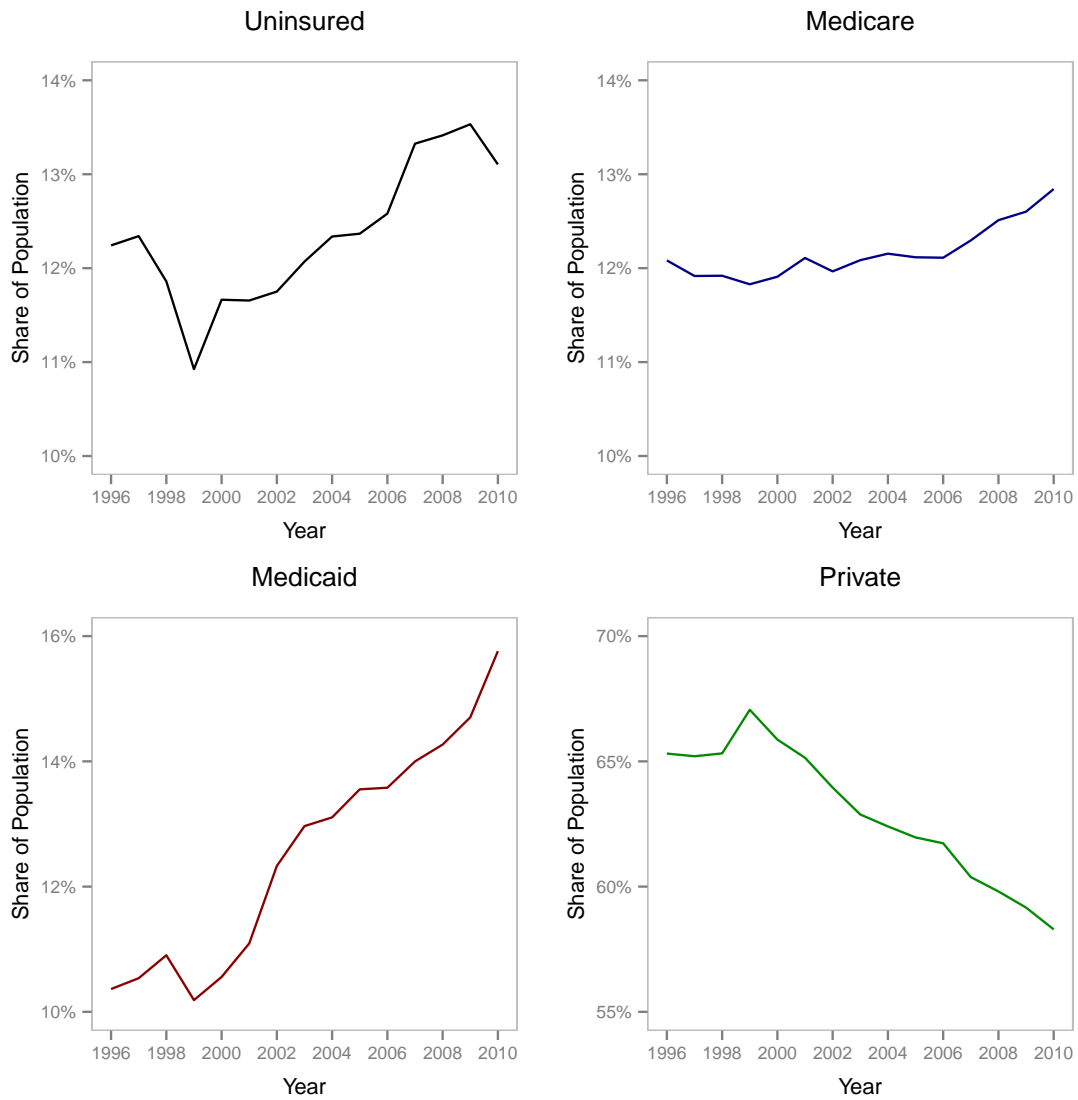 Uninsured
14%
13%
12%
11%
10%
Share of Population
1996 1998 2000 2002 2004 2006 2008 2010
Year
Medicare
14%
13%
12%
11%
10%
Share of Population
1996 1998 2000 2002 2004 2006 2008 2010
Year
Medicaid
16%
14%
12%
10%
Share of Population
1996 1998 2000 2002 2004 2006 2008 2010
Year
Private
70%
65%
60%
55%
Share of Population
1996 1998 2000 2002 2004 2006 2008 2010
Year